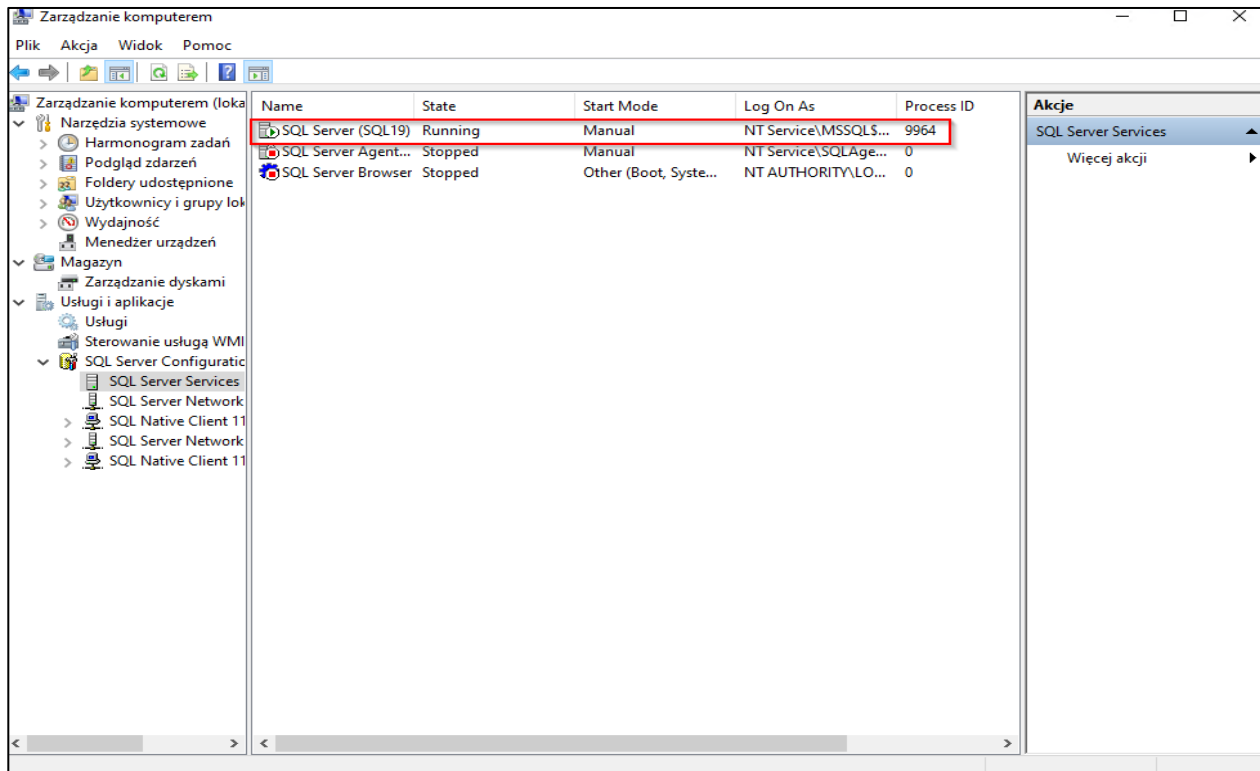 Zarządzanie komputerem
Plik Akcja Widok Pomoc
Zarządzanie komputerem (loka
Narzędzia systemowe
Harmonogram zadań
Podgląd zdarzeń
Foldery udostępnione
Użytkownicy i grupy lok
Wydajność
Menedżer urządzeń
Magazyn
Zarządzanie dyskami
Usługi i aplikacje
Usługi
Sterowanie usługą WMI
SQL Server Configuratic
SQL Server Services
SQL Server Network
SQL Native Client 11
SQL Server Network
SQL Native Client 11
Name State Start Mode Log On As Process ID
SQL Server (SQL19) Running Manual NT Service\MSSQL$... 9964
SQL Server Agent... Stopped Manual NT Service\SQLAge... 0
SQL Server Browser Stopped Other (Boot, Syste... NT AUTHORITY\LO... 0
Akcje
SQL Server Services
Więcej akcji